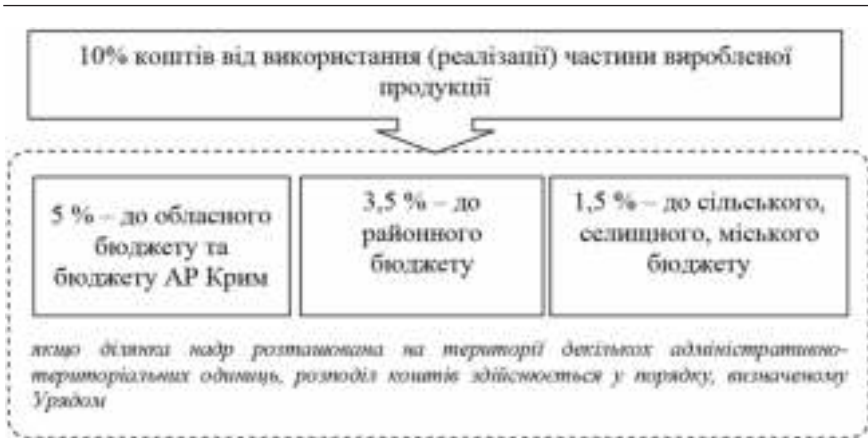 10% коштів від використання (реалізації) частини виробленої
продукції
5 % – до обласного
бюджету та
бюджету АР Крим
3,5 % – до
районного
бюджету
1,5 % – до сільського,
селищного, міського
бюджету
якщо ділянка надр розташована на території декількох адміністративно-
територіальних одиниць, розподіл коштів здійснюється у порядку, визначеному
Урядом